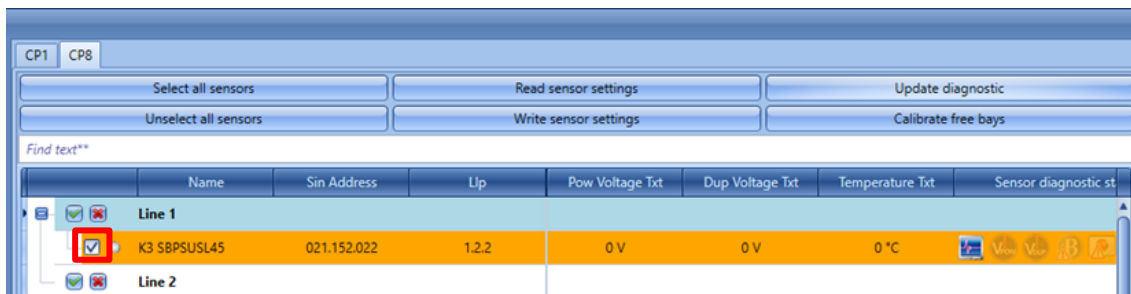 CP1 CP8
Select all sensors Read sensor settings Update diagnostic
Unselect all sensors Write sensor settings Calibrate free bays
Find text**
Name Sin Address Llp Pow Voltage Txt Dup Voltage Txt Temperature Txt Sensor diagnostic st
Line 1
K3 SBPSUSL45 021.152.022 1.2.2 0 V 0 V 0 °C
Line 2